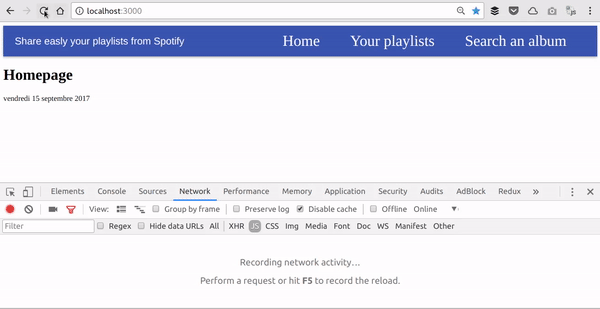 localhost:3000
js
Share easly your playlists from Spotify Home Your playlists Search an album
Homepage
vendredi 15 septembre 2017
Elements Console Sources Network Performance Memory Application Security Audits AdBlock Redux »
View: Group by frame Preserve log Disable cache Offline Online
Filter Regex Hide data URLs All XHR JS CSS Img Media Font Doc WS Manifest Other
Recording network activity…
Perform a request or hit F5 to record the reload.